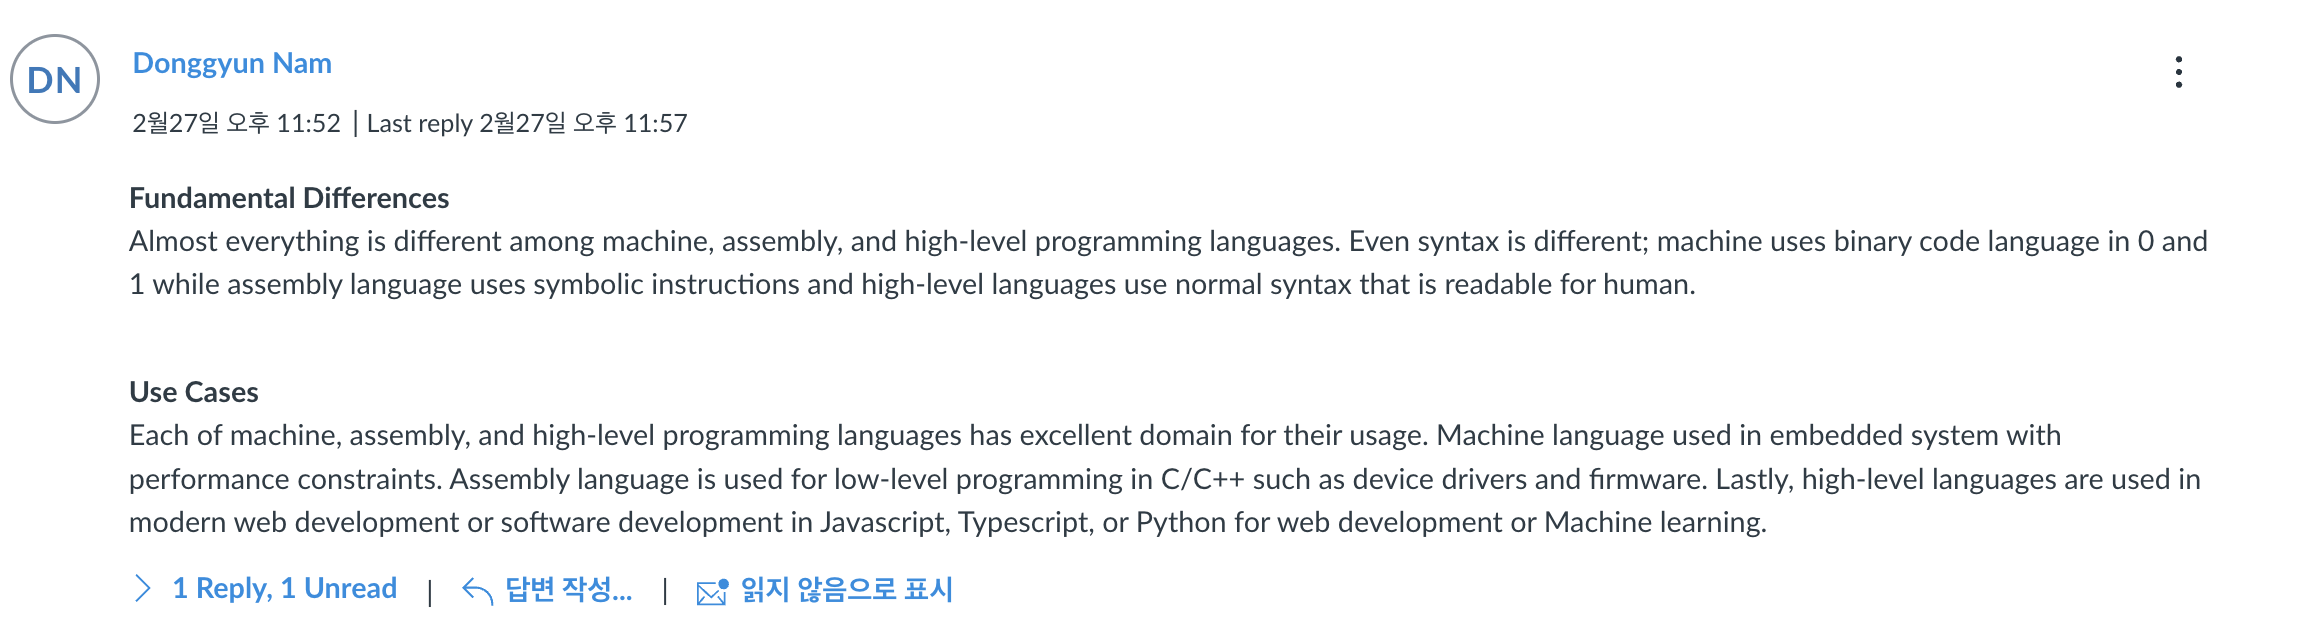 DN
Donggyun Nam
2월27일 오후 11:52 | Last reply 2월27일 오후 11:57
Fundamental Differences
Almost everything is different among machine, assembly, and high-level programming languages. Even syntax is different; machine uses binary code language in 0 and
1 while assembly language uses symbolic instructions and high-level languages use normal syntax that is readable for human.
Use Cases
Each of machine, assembly, and high-level programming languages has excellent domain for their usage. Machine language used in embedded system with
performance constraints. Assembly language is used for low-level programming in C/C++ such as device drivers and firmware. Lastly, high-level languages are used in
modern web development or software development in Javascript, Typescript, or Python for web development or Machine learning.
1 Reply, 1 Unread | 답변 작성... | 읽지 않음으로 표시